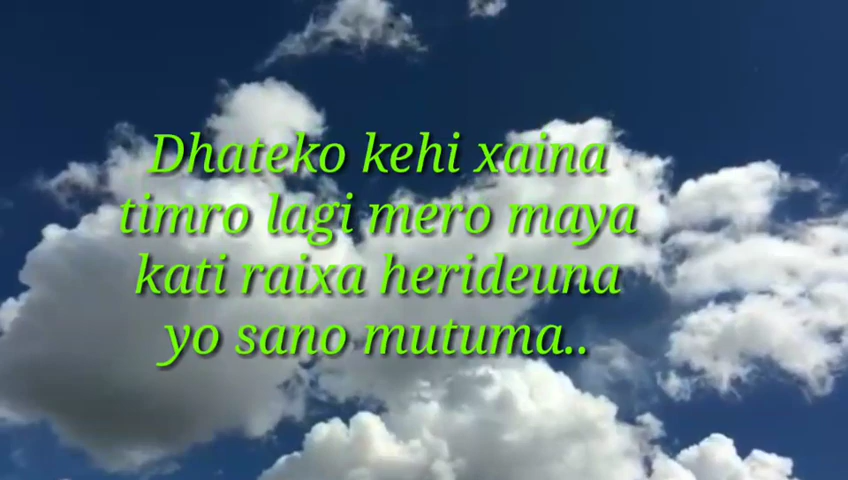 Dhateko kehi xaina
timro lagi mero maya
kati raixa herideuna
yo sano mutuma..